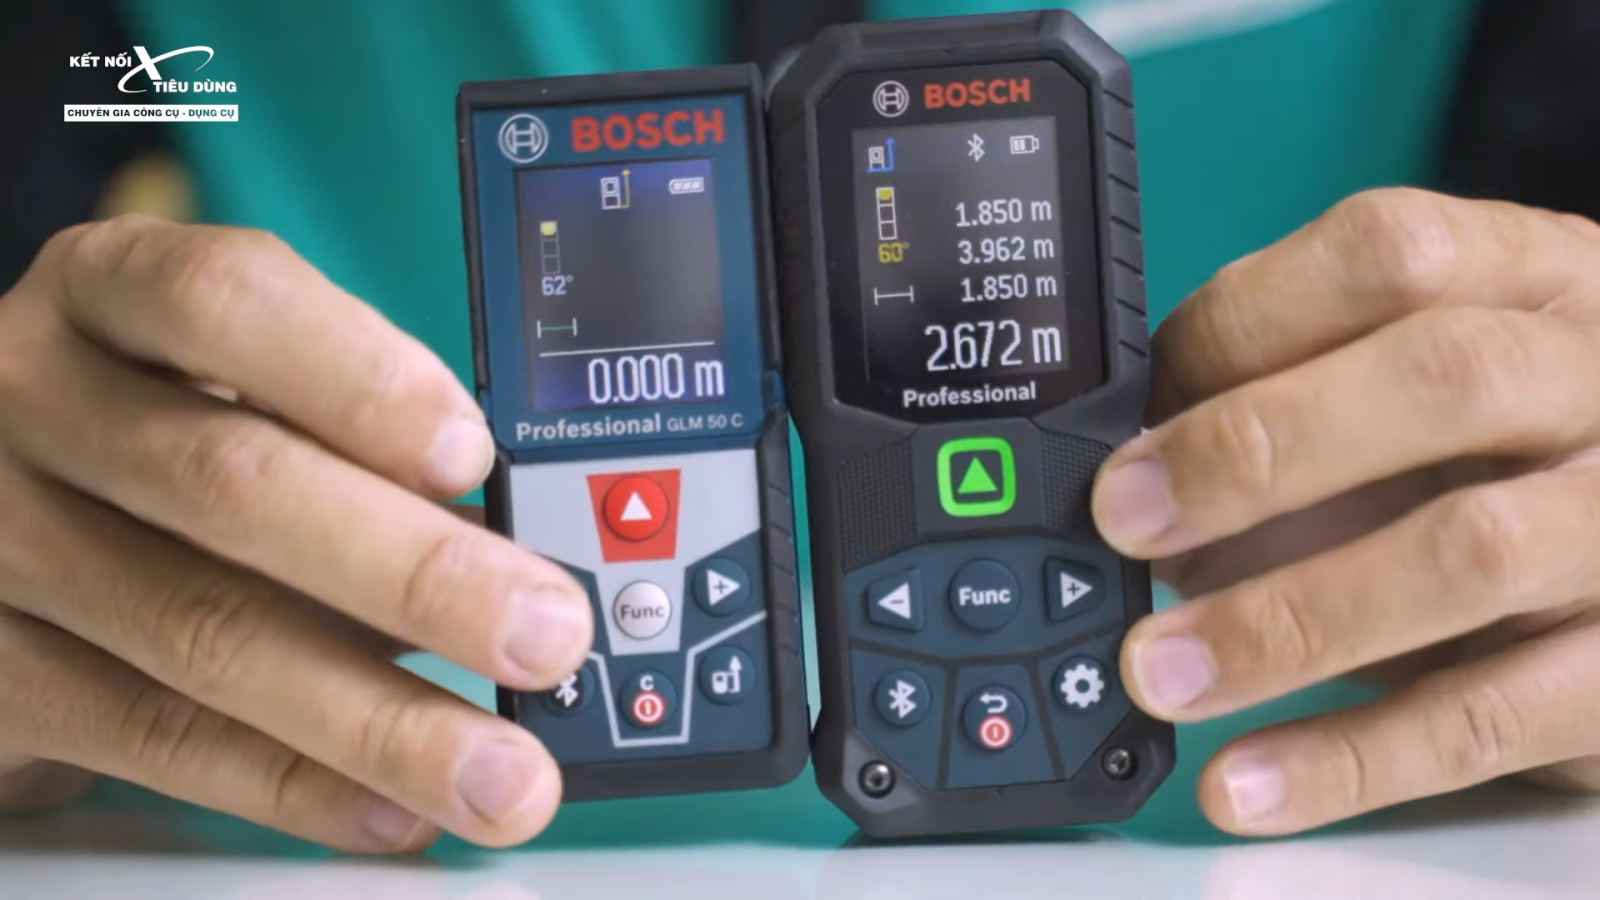 KẾT NỐI
TIÊU DÙNG
CHUYÊN GIA CÔNG CỤ - DỤNG CỤ
BOSCH
62°
0.000 m
Professional GLM 50 C
Func
+
C
BOSCH
1.850 m
60°
3.962 m
1.850 m
2.672 m
Professional
-
Func
+